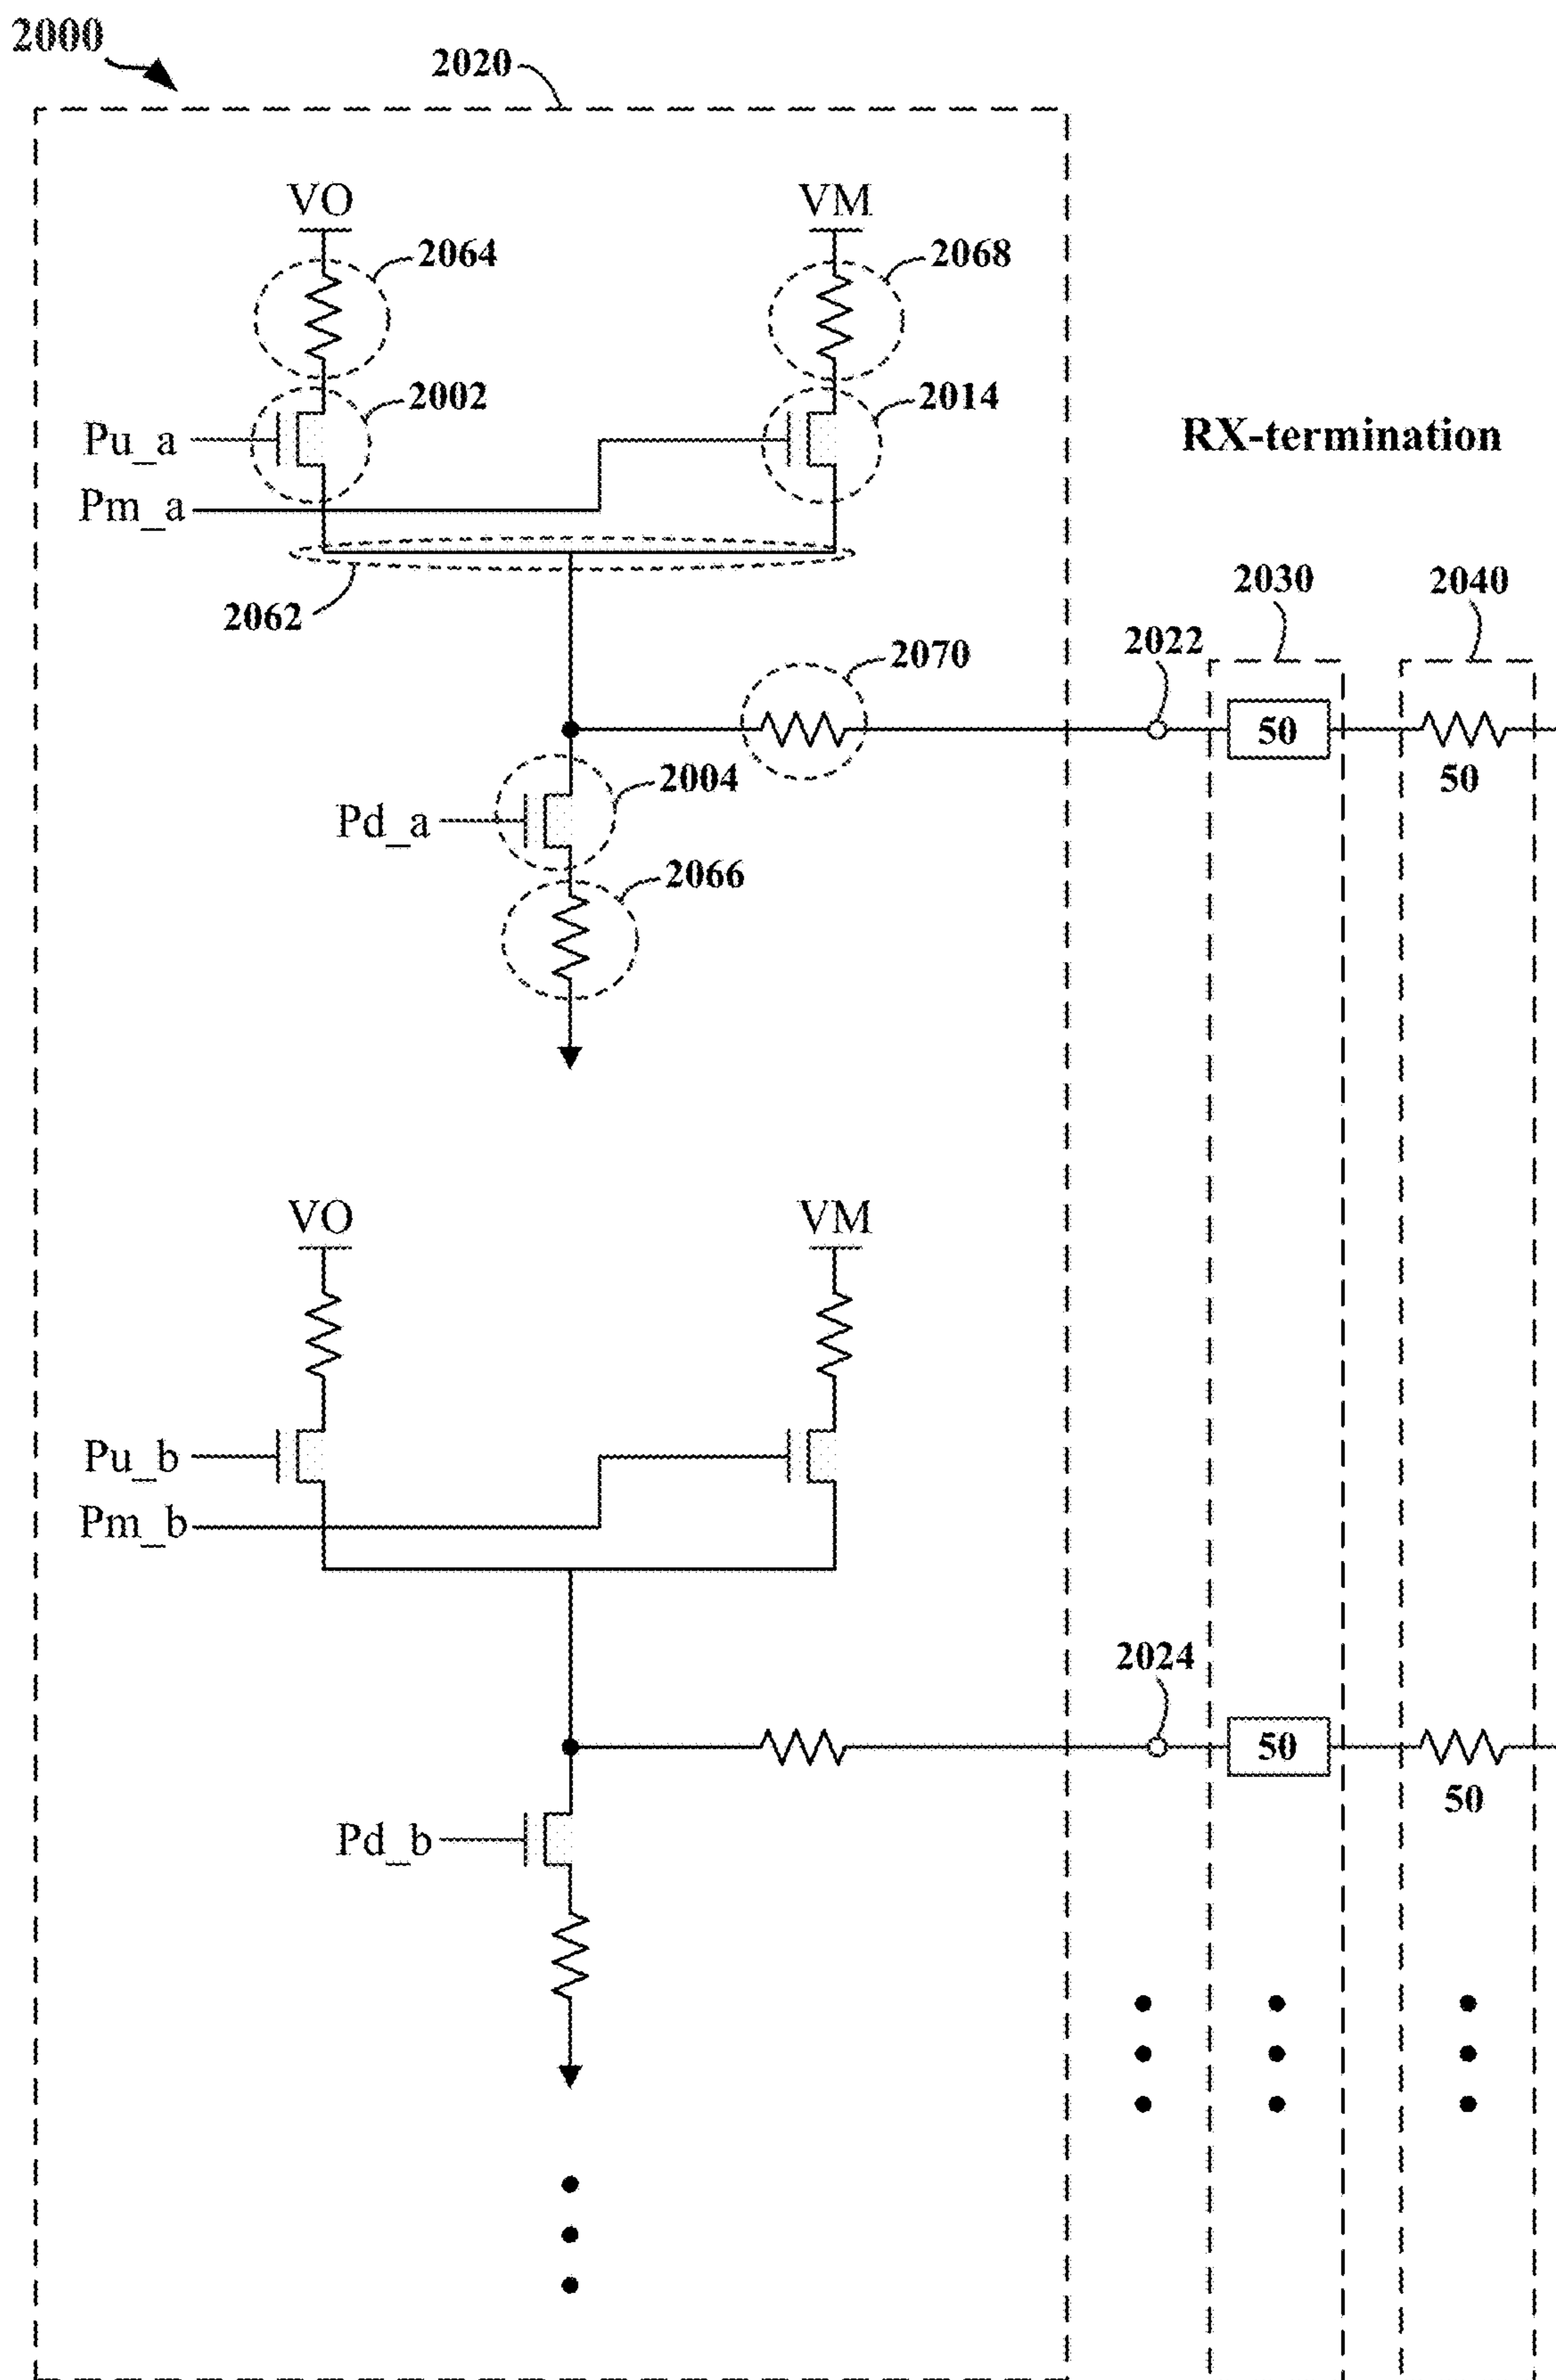 2000
2020
VO
VM
2064
2068
2002
2014
Pu_a
RX-termination
Pm_a
2062
2030
2040
2022
2070
50
50
2004
Pd_a
2066
VO
VM
Pu_b
Pm_b
2024
50
50
Pd_b